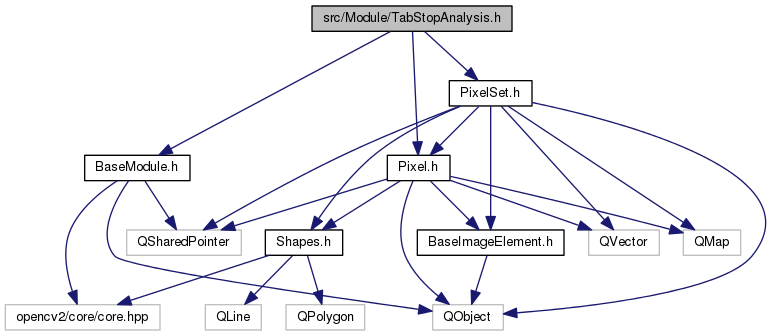 src/Module/TabStopAnalysis.h
PixelSet.h
BaseModule.h
Pixel.h
QSharedPointer
Shapes.h
BaseImageElement.h
QVector
QMap
opencv2/core/core.hpp
QLine
QPolygon
QObject